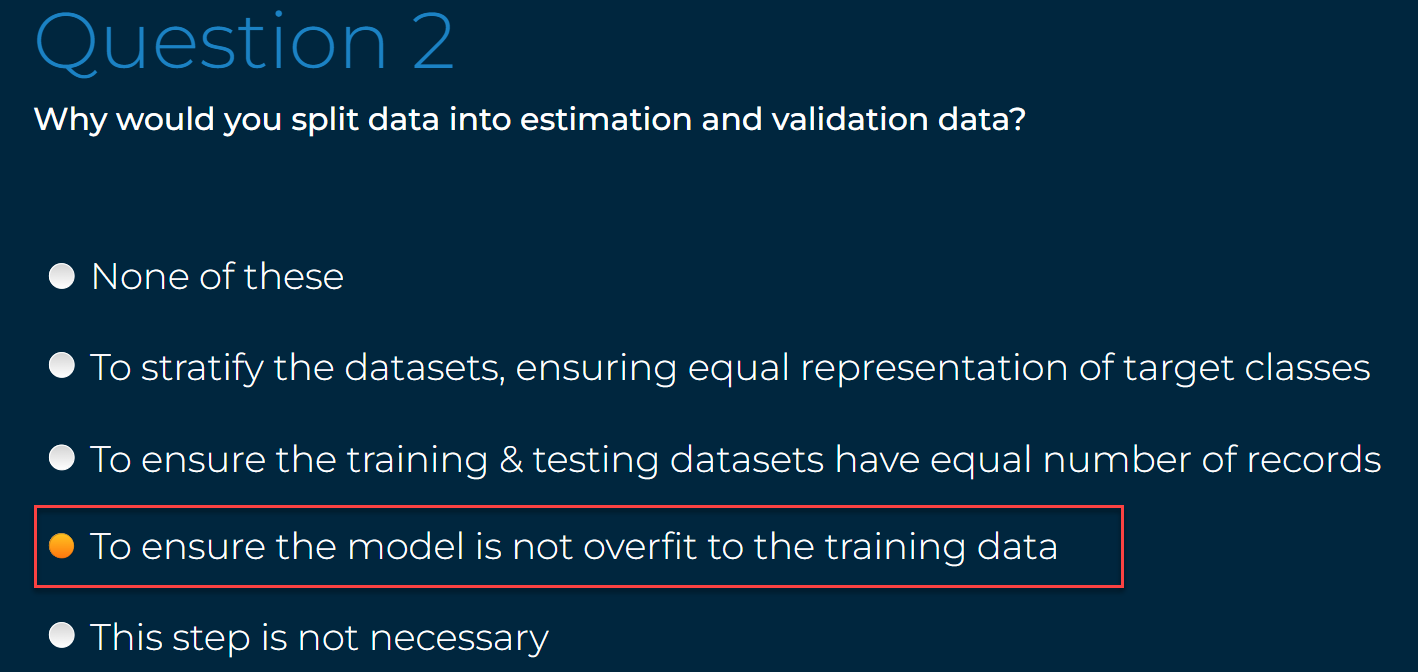 Question 2
Why would you split data into estimation and validation data?
None of these
To stratify the datasets, ensuring equal representation of target classes
To ensure the training & testing datasets have equal number of records
To ensure the model is not overfit to the training data
This step is not necessary